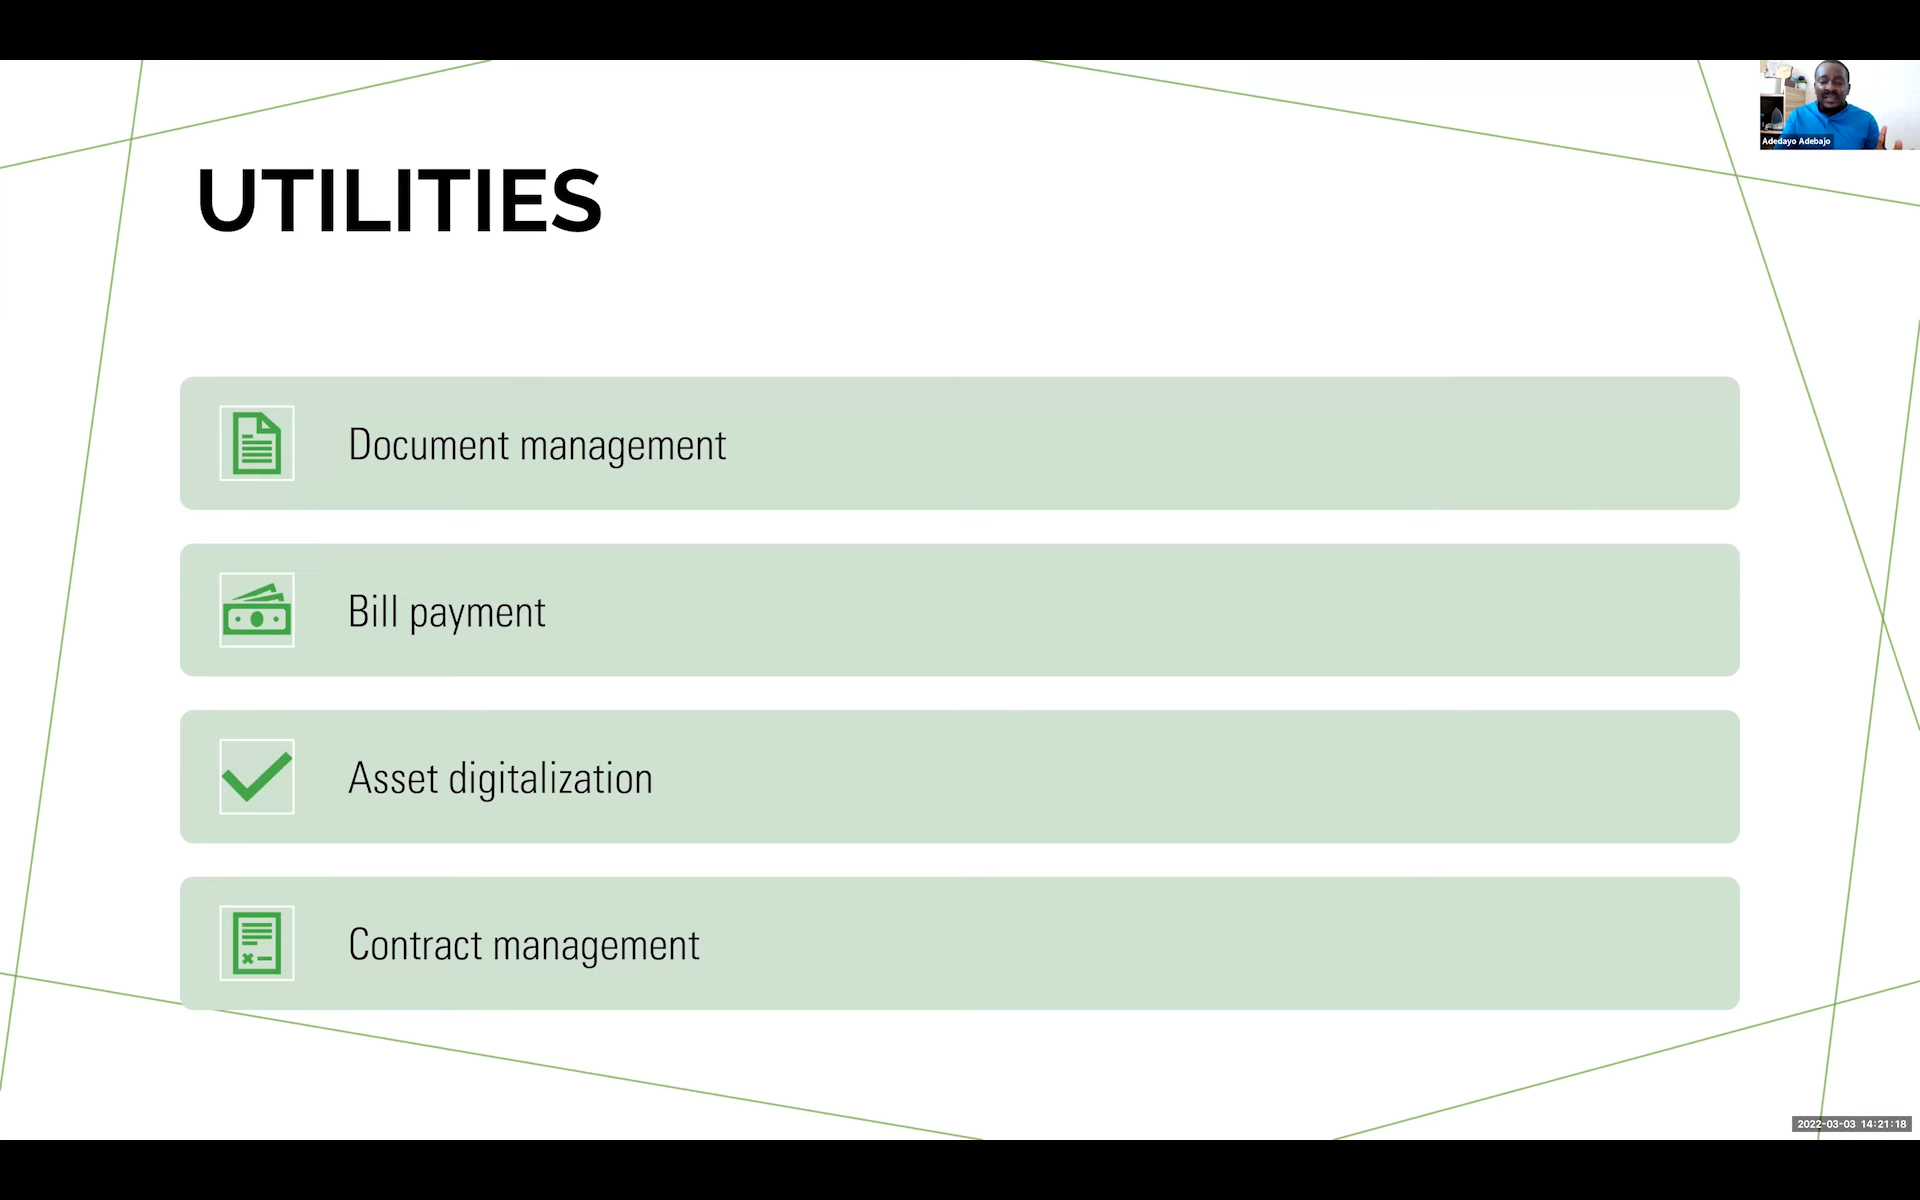 Adedayo Adebajo
UTILITIES
Document management
Bill payment
Asset digitalization
Contract management
2022-03-03 14:21:18